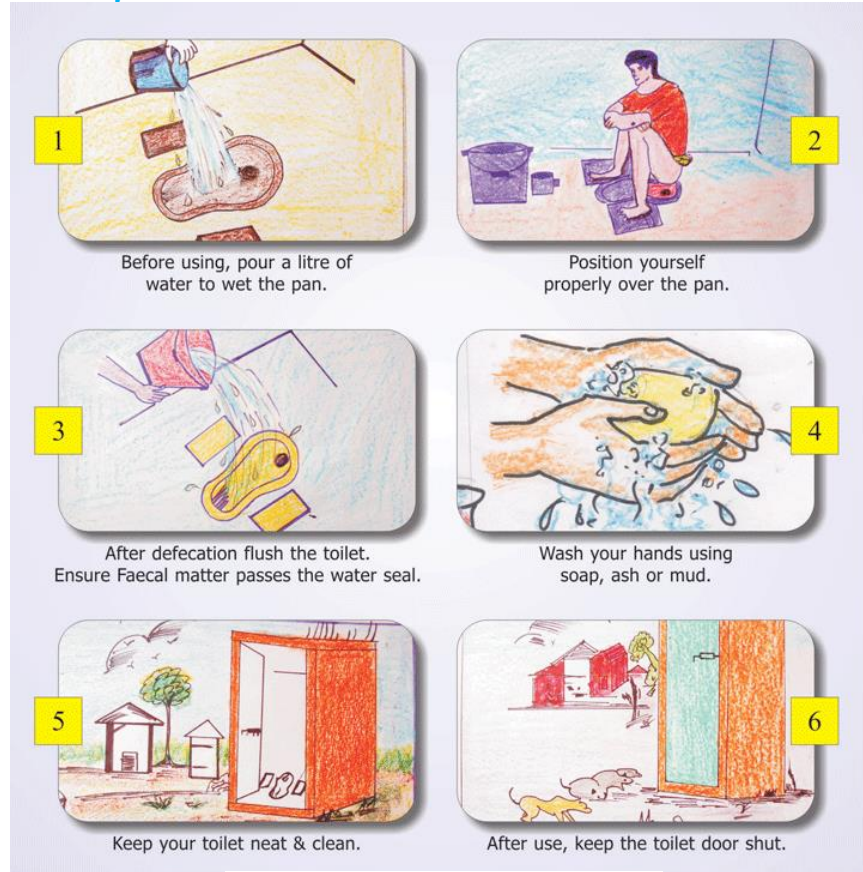 1
Before using, pour a litre of
water to wet the pan.
2
Position yourself
properly over the pan.
3
After defecation flush the toilet.
Ensure Faecal matter passes the water seal.
4
Wash your hands using
soap, ash or mud.
5
Keep your toilet neat & clean.
6
After use, keep the toilet door shut.